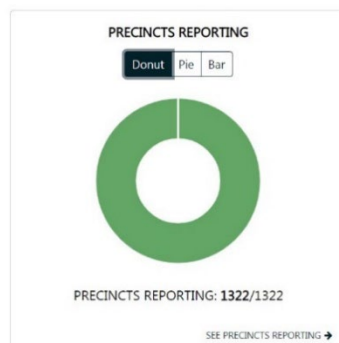 PRECINCTS REPORTING
Donut Pie Bar
PRECINCTS REPORTING: 1322/1322
SEE PRECINCTS REPORTING →